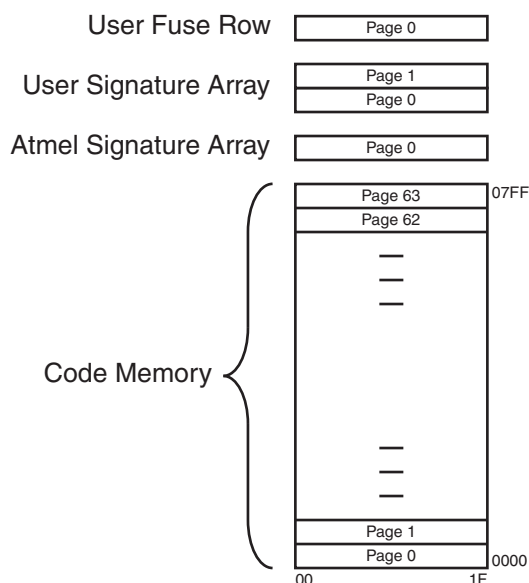 User Fuse Row
Page 0
User Signature Array
Page 1
Page 0
Atmel Signature Array
Page 0
Page 63
07FF
Page 62
Code Memory
Page 1
Page 0
0000
00
1F